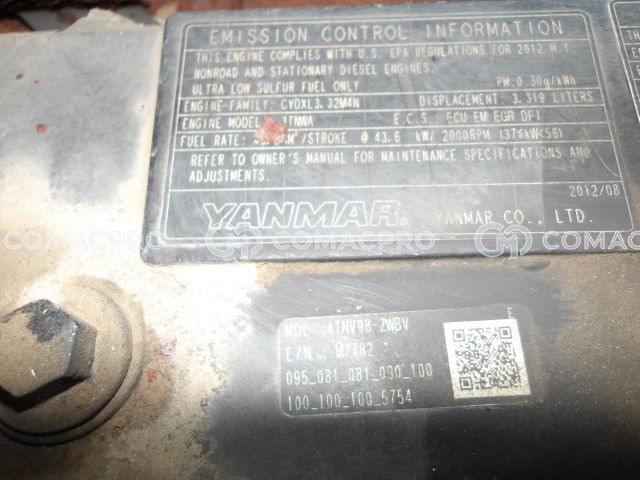 EMISSION CONTROL INFORMATION
THIS ENGINE COMPLIES WITH U.S. EPA REGULATIONS FOR 2012 M.Y.
NONROAD AND STATIONARY DIESEL ENGINES.
ULTRA LOW SULFUR FUEL ONLY PM:0.30g/kWh
ENGINE FAMILY: CYDXL3.32M4N DISPLACEMENT: 3.319 LITERS
ENGINE MODEL: E.C.S.: ECU EM EGR DFI
FUEL RATE: /STROKE @ 43.6 kW/ 2000RPM (37≤kW<56)
REFER TO OWNER'S MANUAL FOR MAINTENANCE SPECIFICATIONS AND
ADJUSTMENTS.
2012/08
YANMAR® YANMAR CO., LTD.
COMACPRO COMACPRO COMAC
MDL :4TNV98-ZWBV E
E/N :
095_081_081_090_100
100_100_100_5754